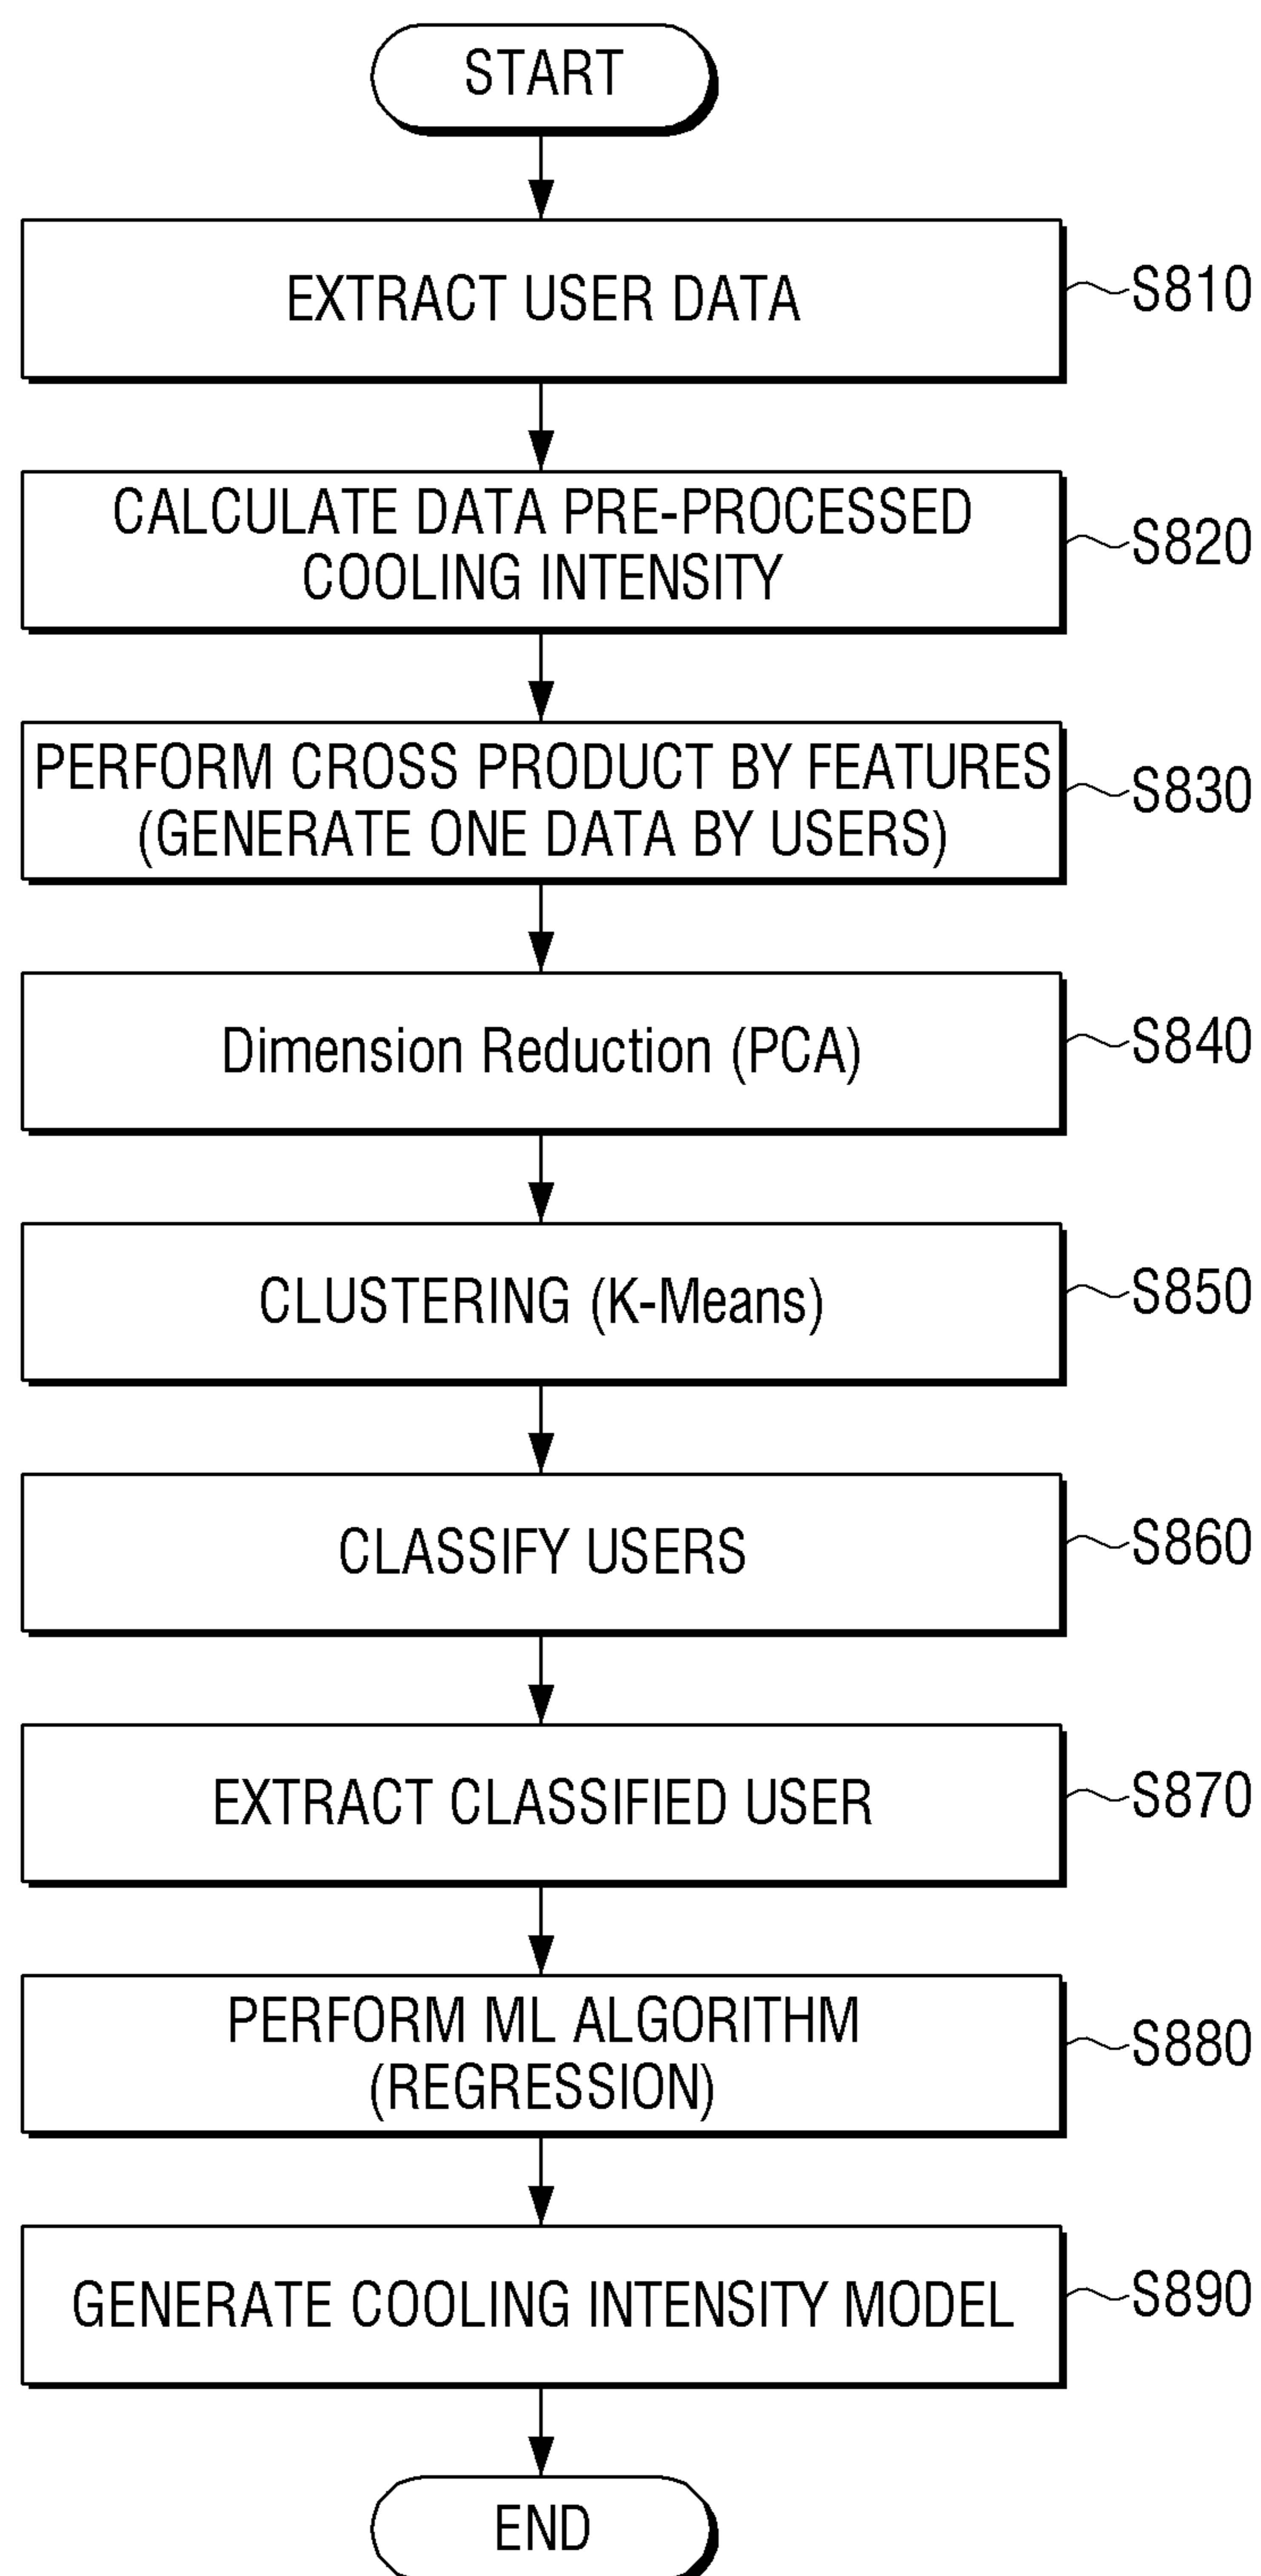 START
EXTRACT USER DATA
S810
CALCULATE DATA PRE-PROCESSED
COOLING INTENSITY
S820
PERFORM CROSS PRODUCT BY FEATURES
(GENERATE ONE DATA BY USERS)
S830
Dimension Reduction (PCA)
S840
CLUSTERING (K-Means)
S850
CLASSIFY USERS
S860
EXTRACT CLASSIFIED USER
S870
PERFORM ML ALGORITHM
(REGRESSION)
S880
GENERATE COOLING INTENSITY MODEL
S890
END